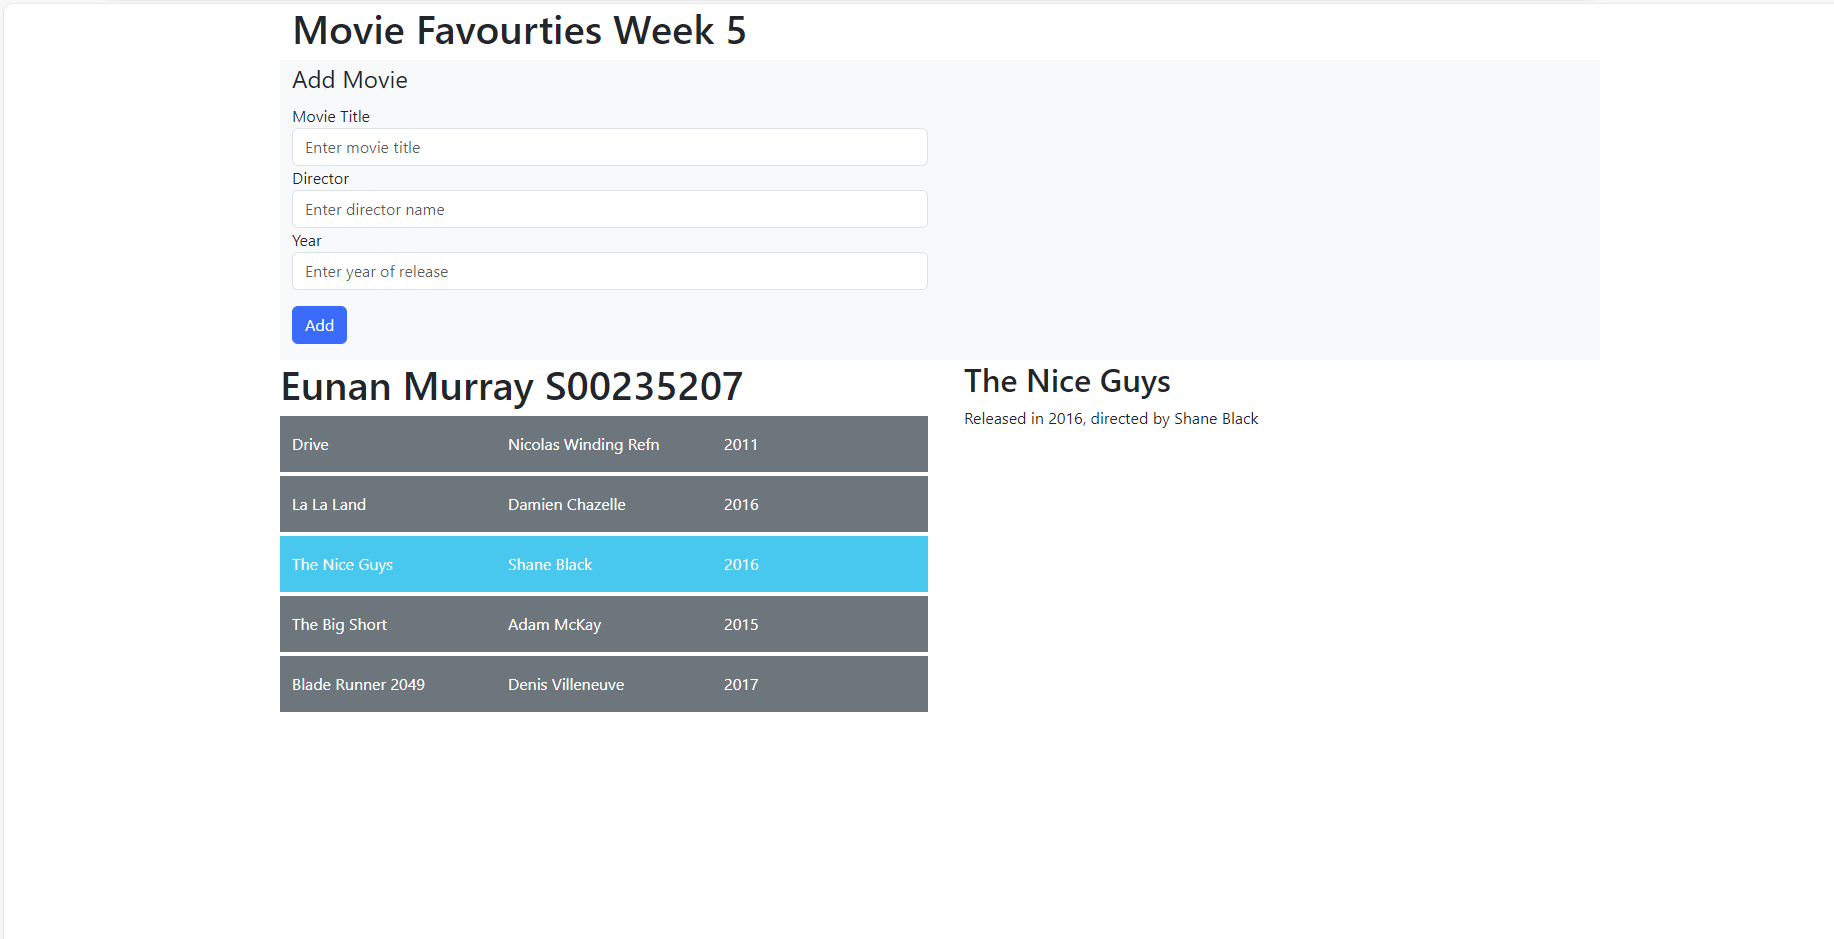 Movie Favourties Week 5
Add Movie
Movie Title
Enter movie title
Director
Enter director name
Year
Enter year of release
Add
Eunan Murray S00235207
Drive Nicolas Winding Refn 2011
La La Land Damien Chazelle 2016
The Nice Guys Shane Black 2016
The Big Short Adam McKay 2015
Blade Runner 2049 Denis Villeneuve 2017
The Nice Guys
Released in 2016, directed by Shane Black